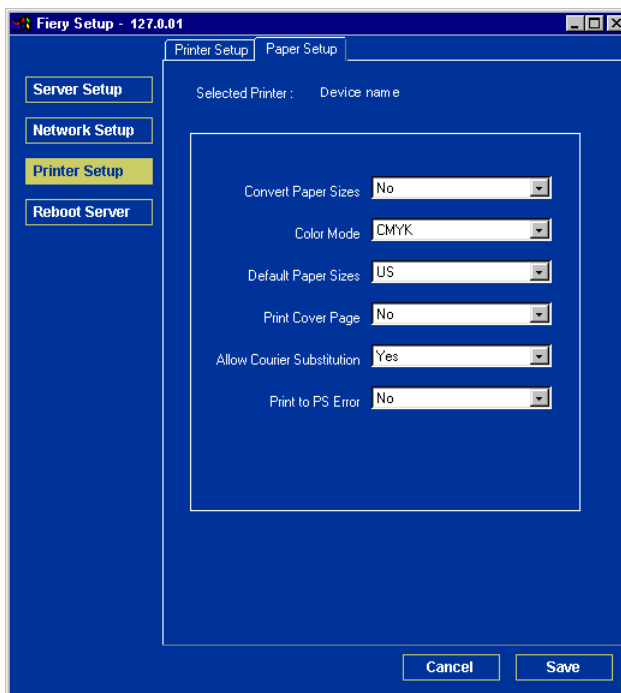 Fiery Setup - 127.0.01
Printer Setup
Paper Setup
Server Setup
Network Setup
Printer Setup
Reboot Server
Selected Printer : Device name
Convert Paper Sizes No
Color Mode CMYK
Default Paper Sizes US
Print Cover Page No
Allow Courier Substitution Yes
Print to PS Error No
Cancel
Save